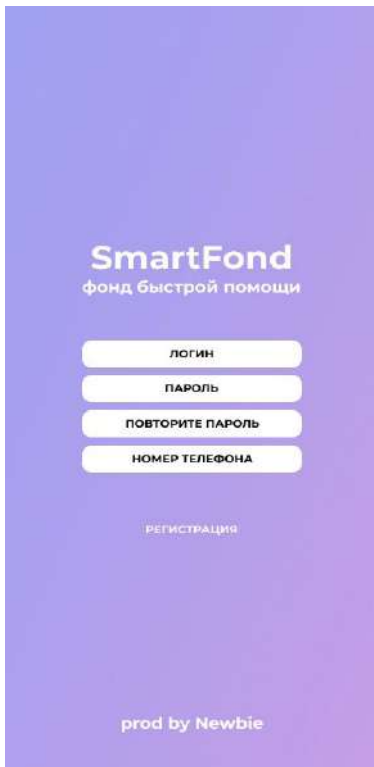 SmartFond
фонд быстрой помощи
ЛОГИН
ПАРОЛЬ
ПОВТОРИТЕ ПАРОЛЬ
НОМЕР ТЕЛЕФОНА
РЕГИСТРАЦИЯ
prod by Newbie